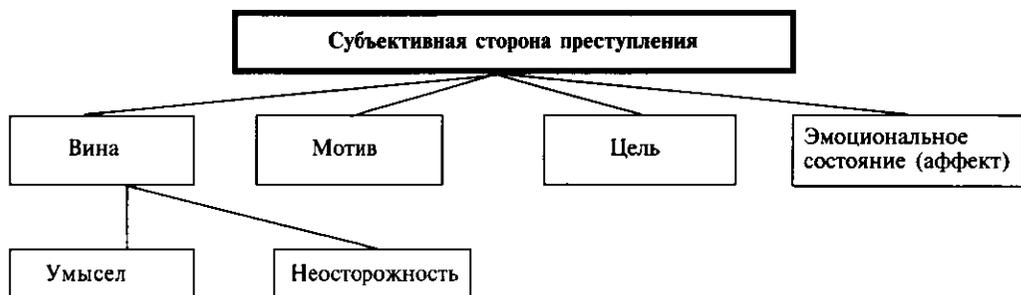 Субъективная сторона преступления
Вина
Мотив
Цель
Эмоциональное
состояние (аффект)
Умысел
Неосторожность